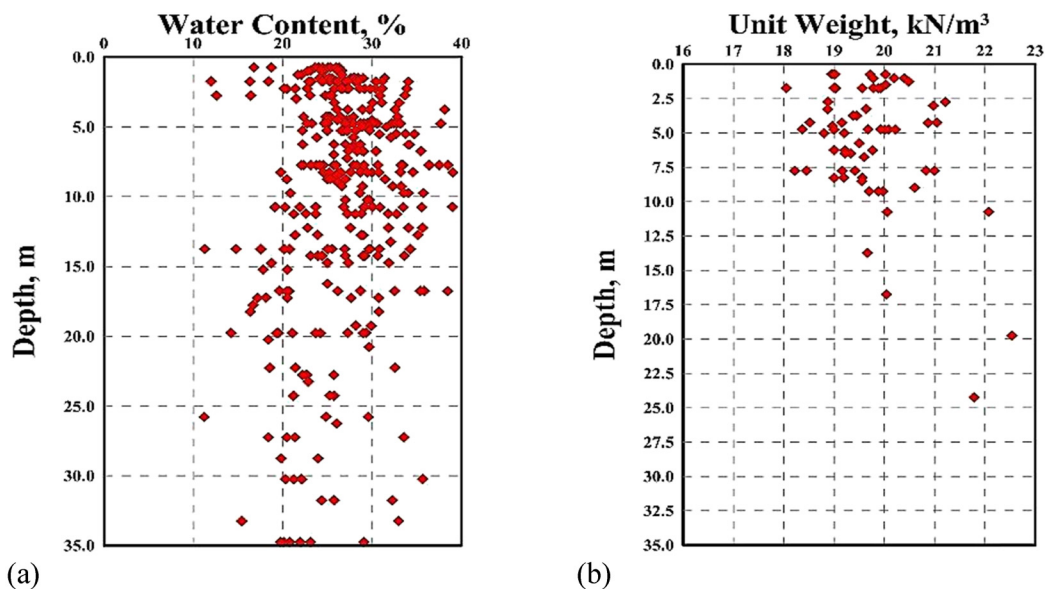 Water Content, %
0 10 20 30 40
0.0
5.0
10.0
15.0
20.0
25.0
30.0
35.0
Depth, m
(a)
Unit Weight, kN/m³
16 17 18 19 20 21 22 23
0.0
2.5
5.0
7.5
10.0
12.5
15.0
17.5
20.0
22.5
25.0
27.5
30.0
32.5
35.0
Depth, m
(b)